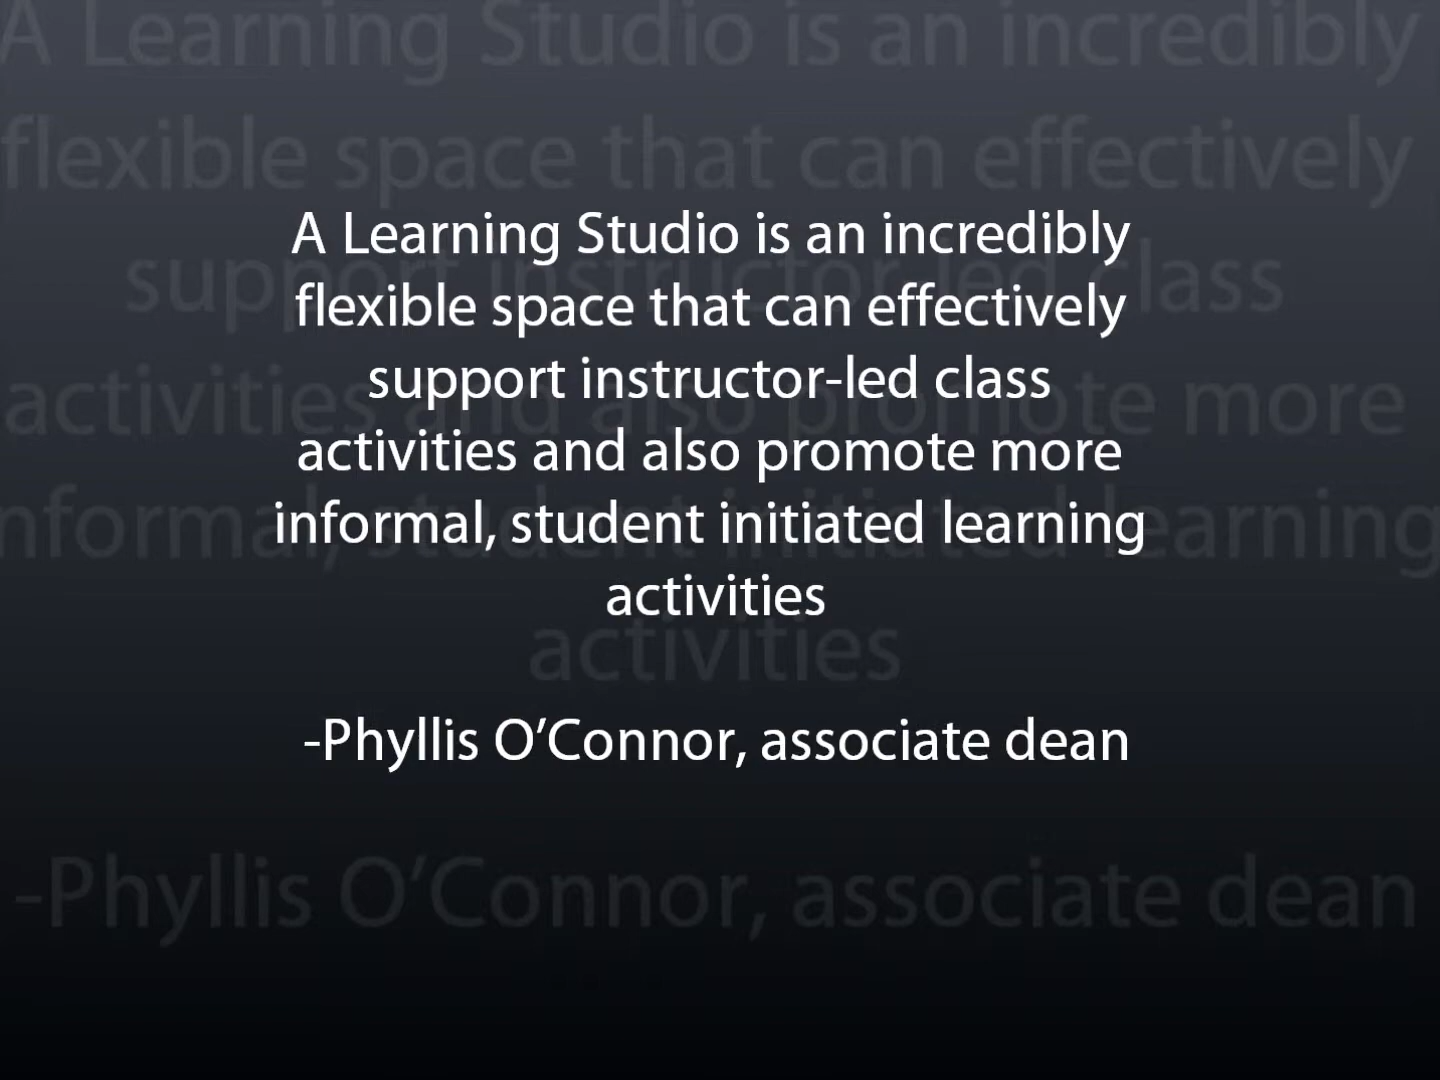 A Learning Studio is an incredibly
flexible space that can effectively
support instructor-led class
activities and also promote more
informal, student initiated learning
activities
-Phyllis O’Connor, associate dean